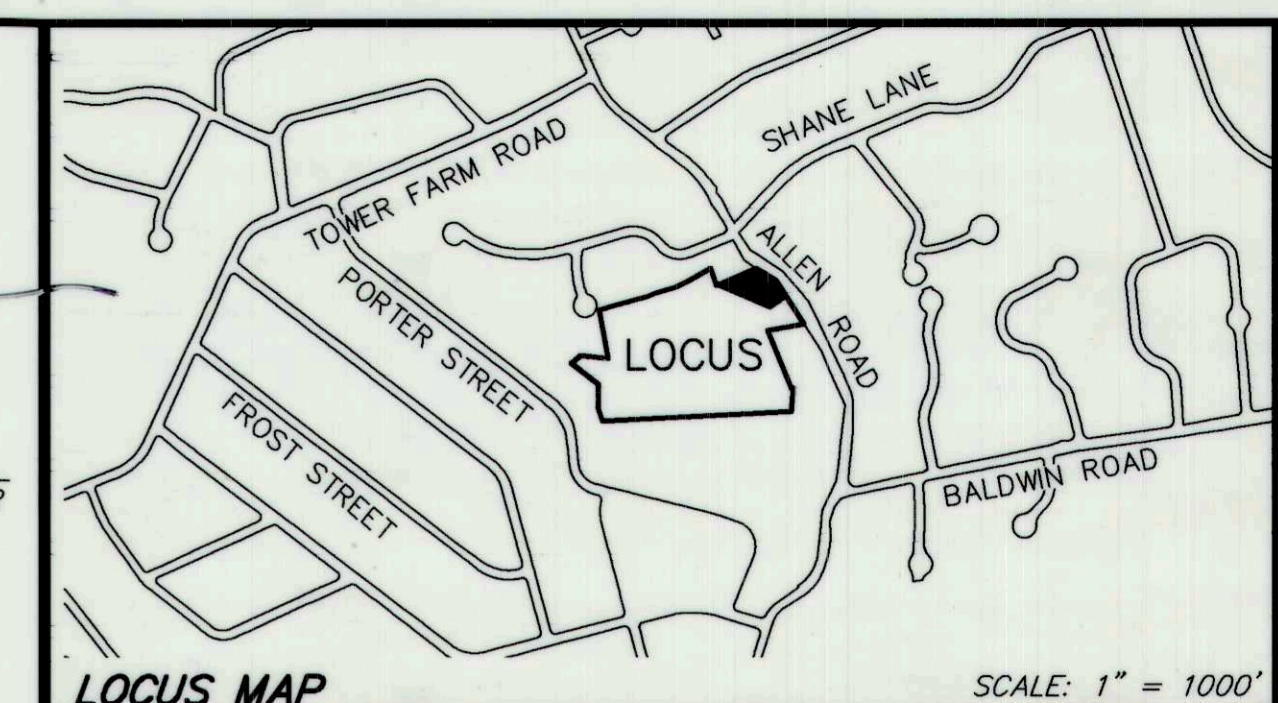 SHANE LANE
TOWER FARM ROAD
ALLEN ROAD
PORTER STREET
LOCUS
FROST STREET
BALDWIN ROAD
LOCUS MAP
SCALE: 1" = 1000'